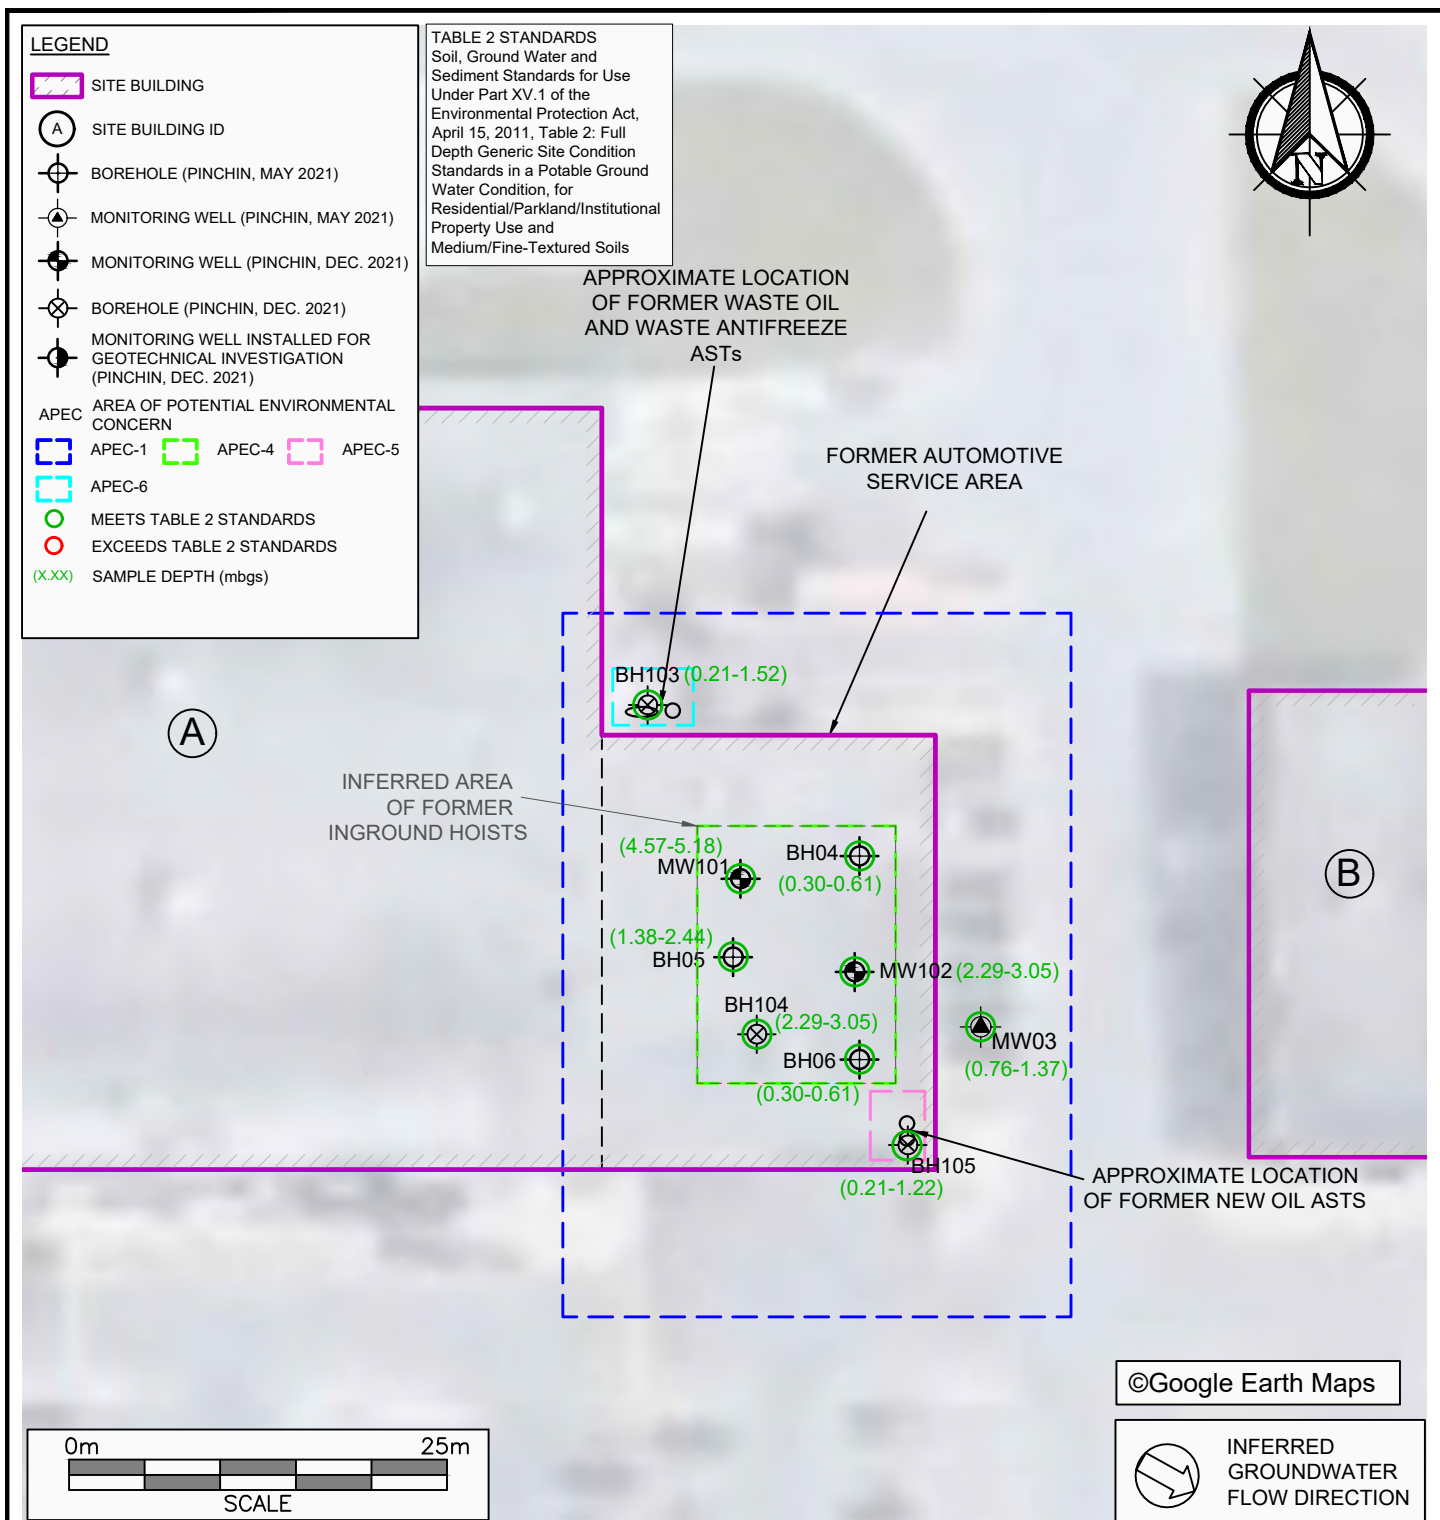 LEGEND
SITE BUILDING
A SITE BUILDING ID
BOREHOLE (PINCHIN, MAY 2021)
MONITORING WELL (PINCHIN, MAY 2021)
MONITORING WELL (PINCHIN, DEC. 2021)
BOREHOLE (PINCHIN, DEC. 2021)
MONITORING WELL INSTALLED FOR
GEOTECHNICAL INVESTIGATION
(PINCHIN, DEC. 2021)
APEC AREA OF POTENTIAL ENVIRONMENTAL
CONCERN
APEC-1 APEC-4 APEC-5
APEC-6
MEETS TABLE 2 STANDARDS
EXCEEDS TABLE 2 STANDARDS
(X.XX) SAMPLE DEPTH (mbgs)
TABLE 2 STANDARDS
Soil, Ground Water and
Sediment Standards for Use
Under Part XV.1 of the
Environmental Protection Act,
April 15, 2011, Table 2: Full
Depth Generic Site Condition
Standards in a Potable Ground
Water Condition, for
Residential/Parkland/Institutional
Property Use and
Medium/Fine-Textured Soils
N
APPROXIMATE LOCATION
OF FORMER WASTE OIL
AND WASTE ANTIFREEZE
ASTs
FORMER AUTOMOTIVE
SERVICE AREA
BH103 (0.21-1.52)
A
INFERRED AREA
OF FORMER
INGROUND HOISTS
(4.57-5.18)
MW101
BH04
(0.30-0.61)
B
(1.38-2.44)
BH05
MW102 (2.29-3.05)
BH104
(2.29-3.05)
MW03
(0.76-1.37)
BH06
(0.30-0.61)
BH105
(0.21-1.22)
APPROXIMATE LOCATION
OF FORMER NEW OIL ASTS
©Google Earth Maps
0m 25m
SCALE
INFERRED
GROUNDWATER
FLOW DIRECTION